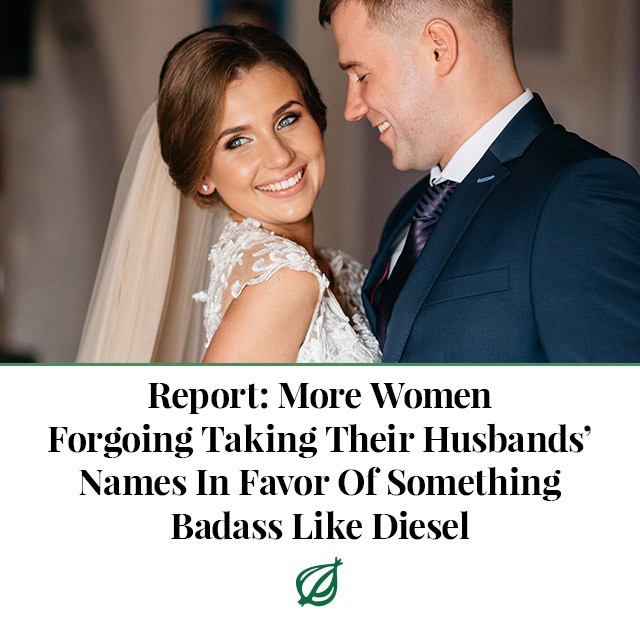 Report: More Women
Forgoing Taking Their Husbands’
Names In Favor Of Something
Badass Like Diesel